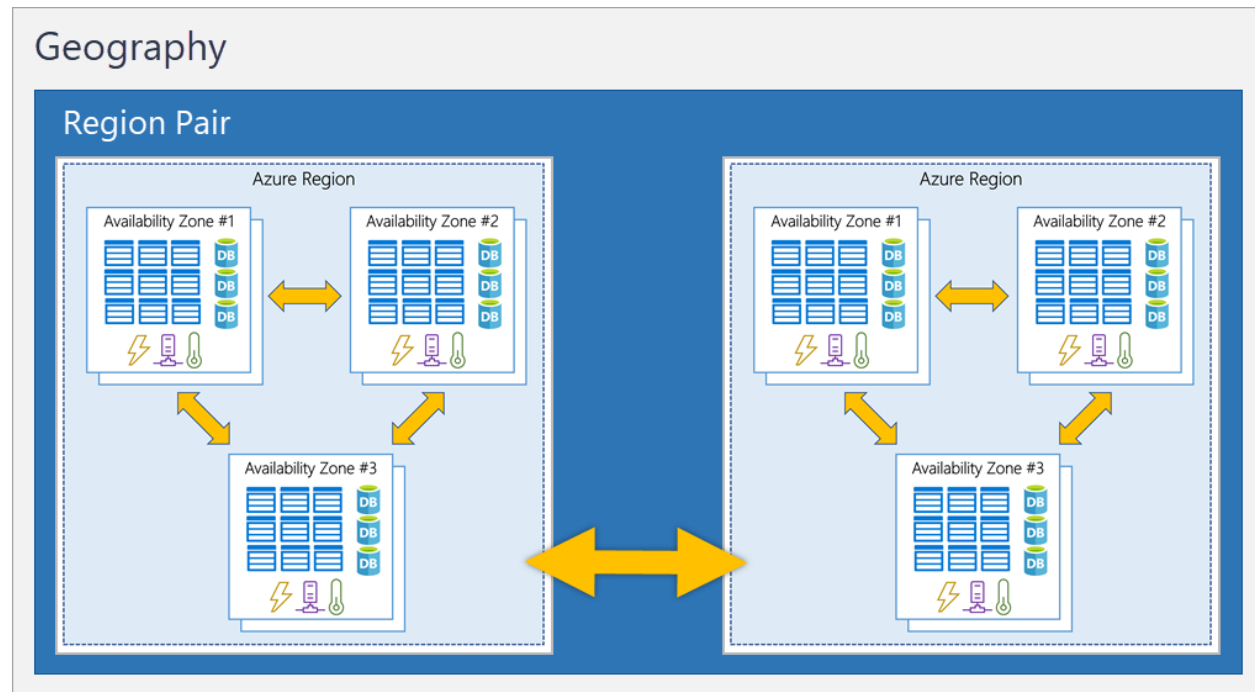 Geography
Region Pair
Azure Region
Availability Zone #1
DB
DB
DB
Availability Zone #2
DB
DB
DB
Availability Zone #3
DB
DB
DB
Azure Region
Availability Zone #1
DB
DB
DB
Availability Zone #2
DB
DB
DB
Availability Zone #3
DB
DB
DB